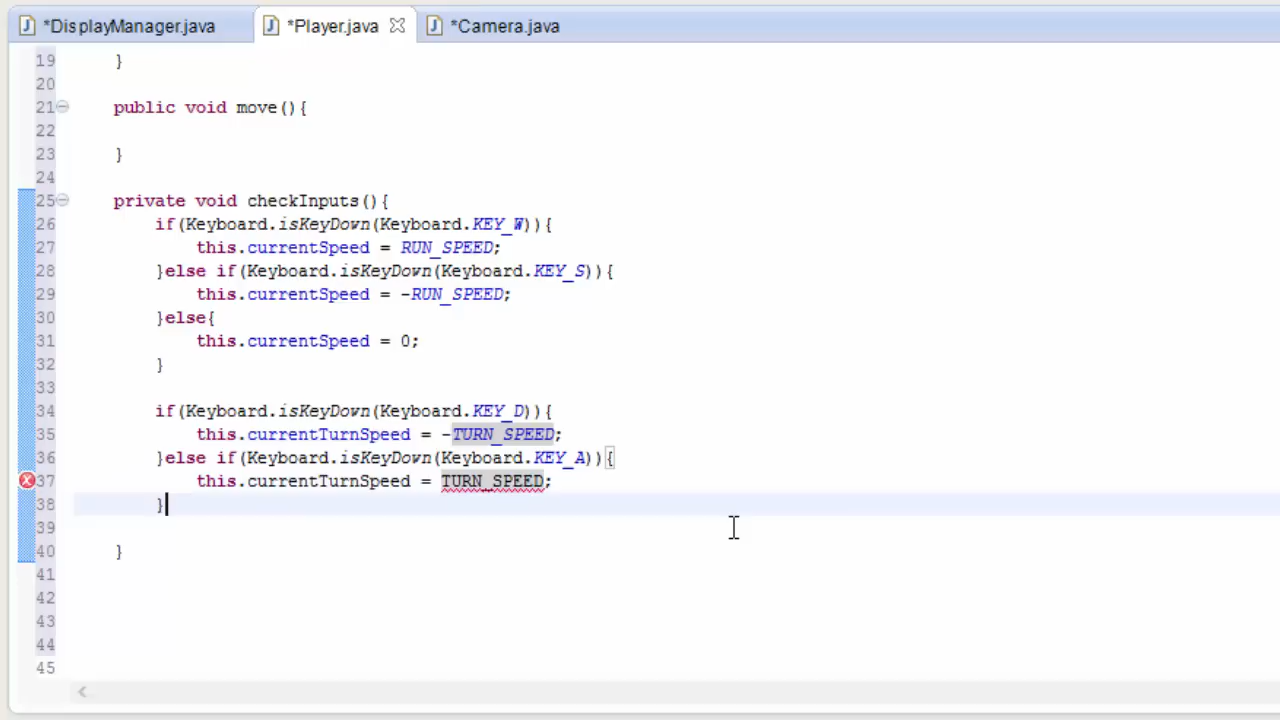 *DisplayManager.java *Player.java *Camera.java
19 }
20
21 public void move(){
22
23 }
24
25 private void checkInputs(){
26 if(Keyboard.isKeyDown(Keyboard.KEY_W)){
27 this.currentSpeed = RUN_SPEED;
28 }else if(Keyboard.isKeyDown(Keyboard.KEY_S)){
29 this.currentSpeed = -RUN_SPEED;
30 }else{
31 this.currentSpeed = 0;
32 }
33
34 if(Keyboard.isKeyDown(Keyboard.KEY_D)){
35 this.currentTurnSpeed = -TURN_SPEED;
36 }else if(Keyboard.isKeyDown(Keyboard.KEY_A)){
37 this.currentTurnSpeed = TURN_SPEED;
38 }
39
40 }
41
42
43
44
45